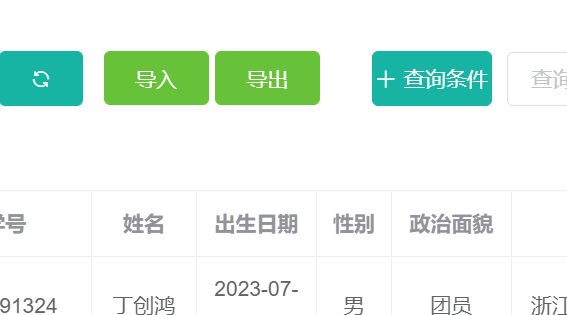 导入 导出 + 查询条件 查询
学号 姓名 出生日期 性别 政治面貌
2023-07-
91324 丁创鸿 男 团员 浙江